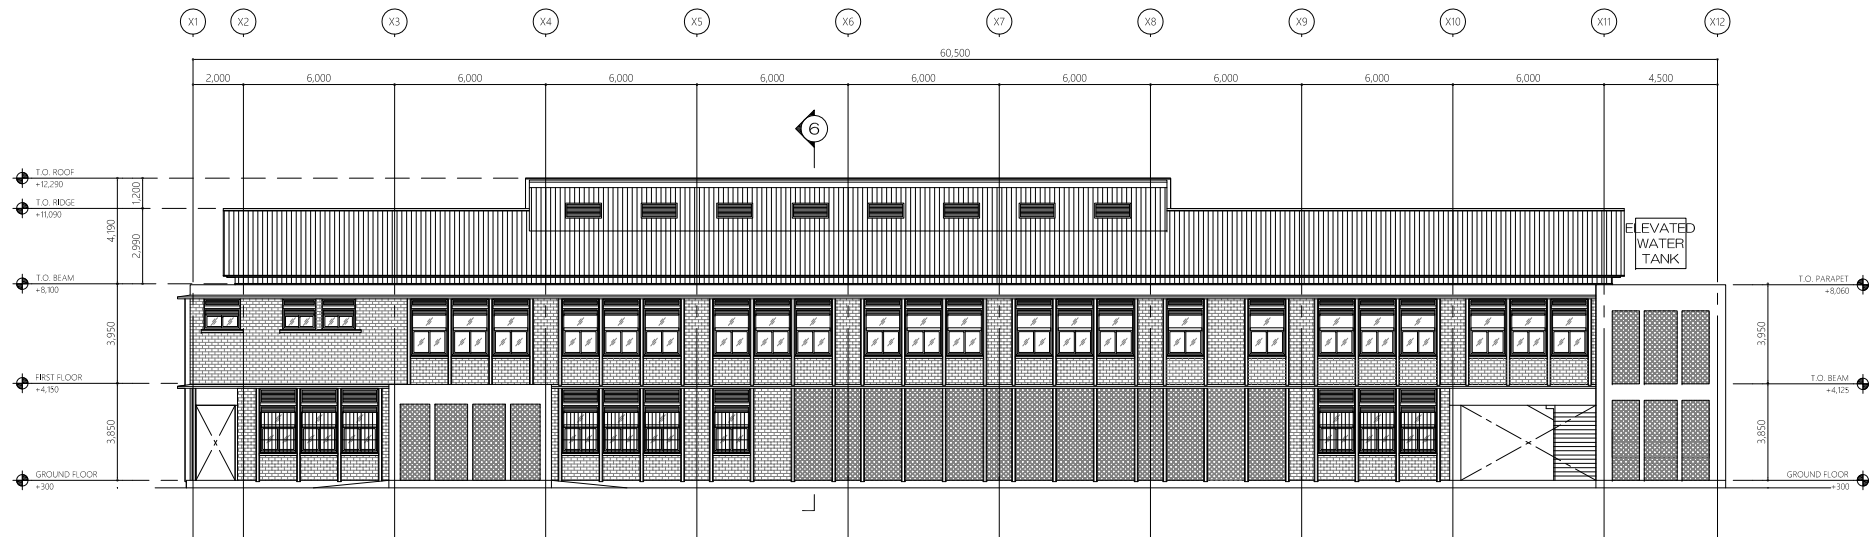 X1 X2 X3 X4 X5 X6 X7 X8 X9 X10 X11 X12
60,500
2,000 6,000 6,000 6,000 6,000 6,000 6,000 6,000 6,000 6,000 4,500
6
T.O. ROOF
+12,290
1,200
T.O. RIDGE
+11,090
4,190
2,990
ELEVATED
WATER
TANK
T.O. BEAM
+8,100
T.O. PARAPET
+8,060
3,950
3,950
FIRST FLOOR
+4,150
T.O. BEAM
+4,125
3,850
3,850
X
X
GROUND FLOOR
+300
GROUND FLOOR
+300